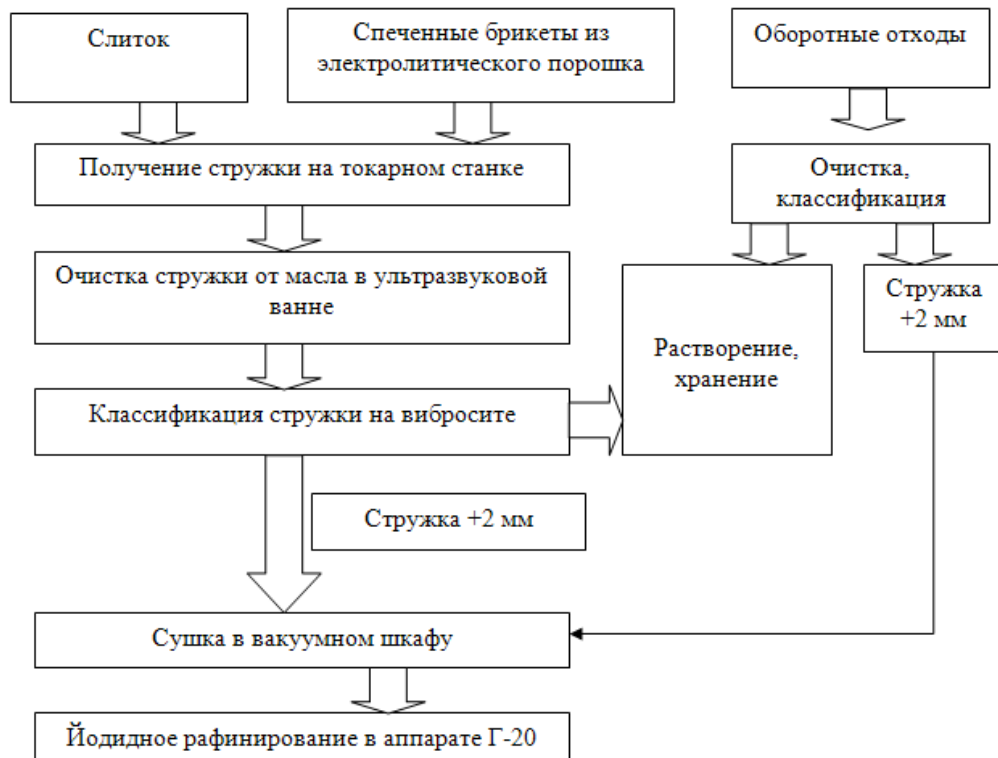 Слиток
Спеченные брикеты из
электролитического порошка
Оборотные отходы
Получение стружки на токарном станке
Очистка,
классификация
Очистка стружки от масла в ультразвуковой
ванне
Стружка
+2 мм
Растворение,
хранение
Классификация стружки на вибросите
Стружка +2 мм
Сушка в вакуумном шкафу
Йодидное рафинирование в аппарате Г-20